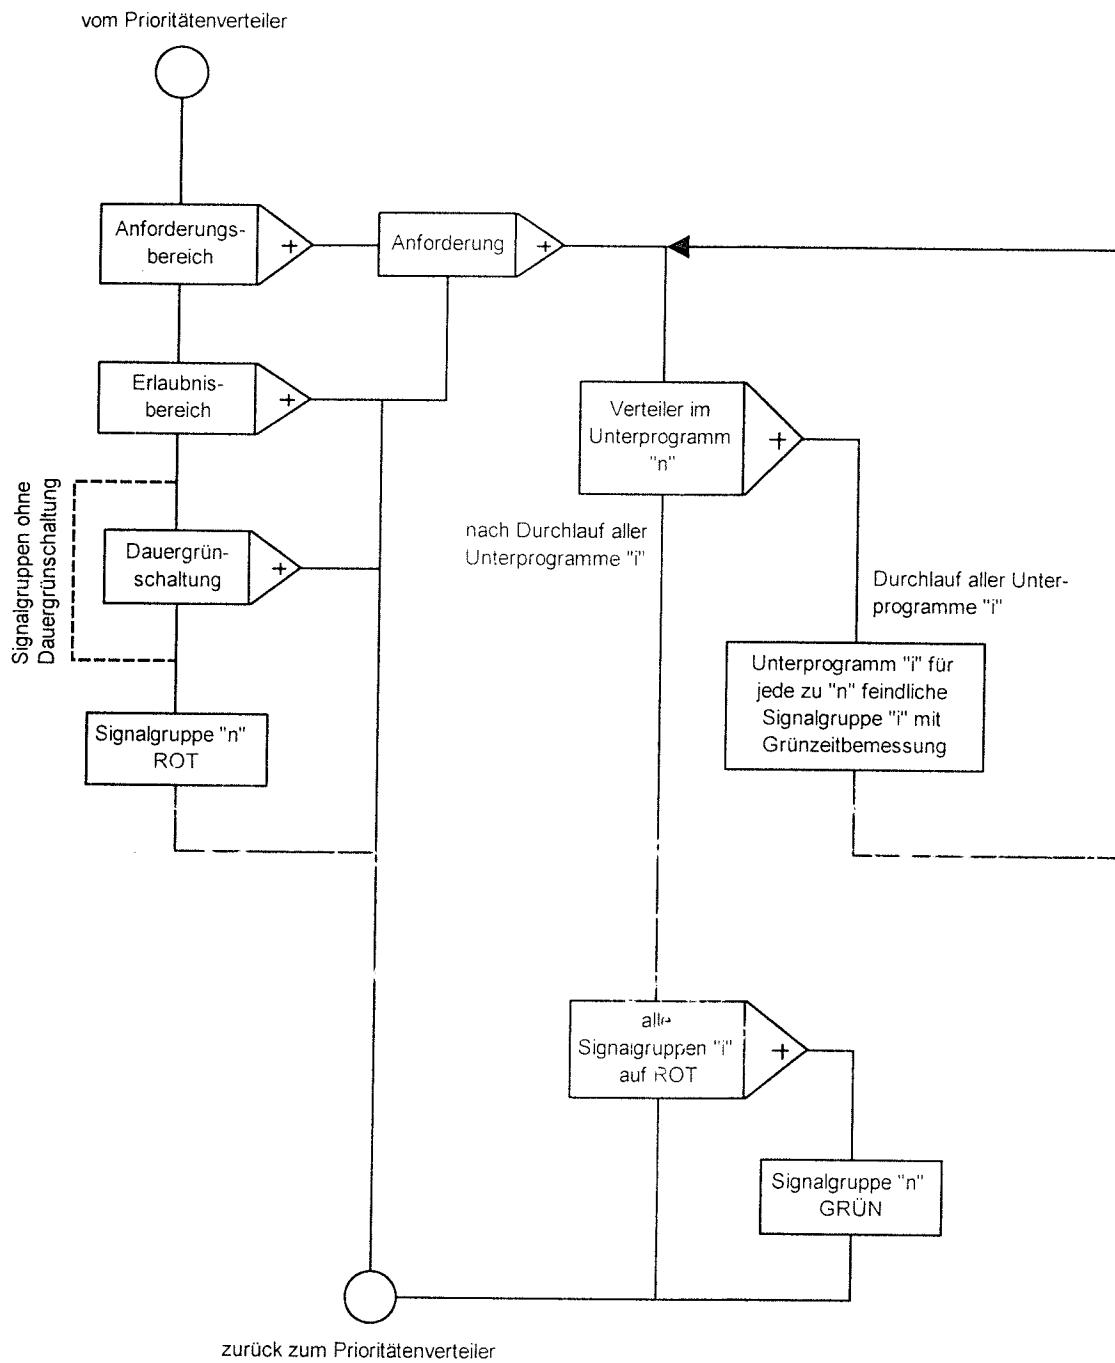 vom Prioritätenverteiler
Anforderungs-
bereich
+
Anforderung
+
Erlaubnis-
bereich
+
Verteiler im
Unterprogramm
"n"
+
Signalgruppen ohne
Dauergrünschaltung
nach Durchlauf aller
Unterprogramme "i"
Dauergrün-
schaltung
+
Durchlauf aller Unter-
programme "i"
Unterprogramm "i" für
jede zu "n" feindliche
Signalgruppe "i" mit
Grünzeitbemessung
Signalgruppe "n"
ROT
alle
Signalgruppen "i"
auf ROT
+
Signalgruppe "n"
GRÜN
zurück zum Prioritätenverteiler